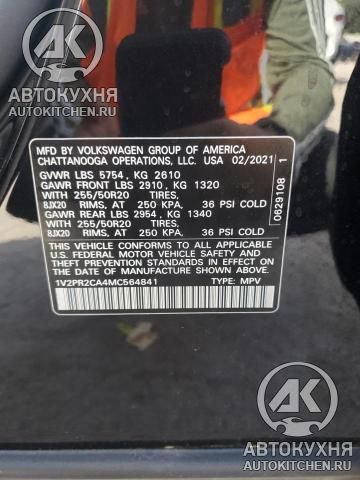 АВТОКУХНЯ
AUTOKITCHEN.RU
MFD BY VOLKSWAGEN GROUP OF AMERICA
CHATTANOOGA OPERATIONS, LLC. USA 02/2021
GVWR LBS 5754 , KG 2610
GAWR FRONT LBS 2910 , KG 1320
WITH 255/50R20 TIRES,
8JX20 RIMS, AT 250 KPA, 36 PSI COLD
GAWR REAR LBS 2954 , KG 1340
WITH 255/50R20 TIRES,
8JX20 RIMS, AT 250 KPA, 36 PSI COLD
THIS VEHICLE CONFORMS TO ALL APPLICABLE
U.S. FEDERAL MOTOR VEHICLE SAFETY,
BUMPER, AND THEFT PREVENTION
STANDARDS IN EFFECT ON THE DATE
OF MANUFACTURE SHOWN ABOVE.
1V2PR2CA4MC564841 TYPE: MPV
0629108 1
АК
АВТОКУХНЯ
AUTOKITCHEN.RU